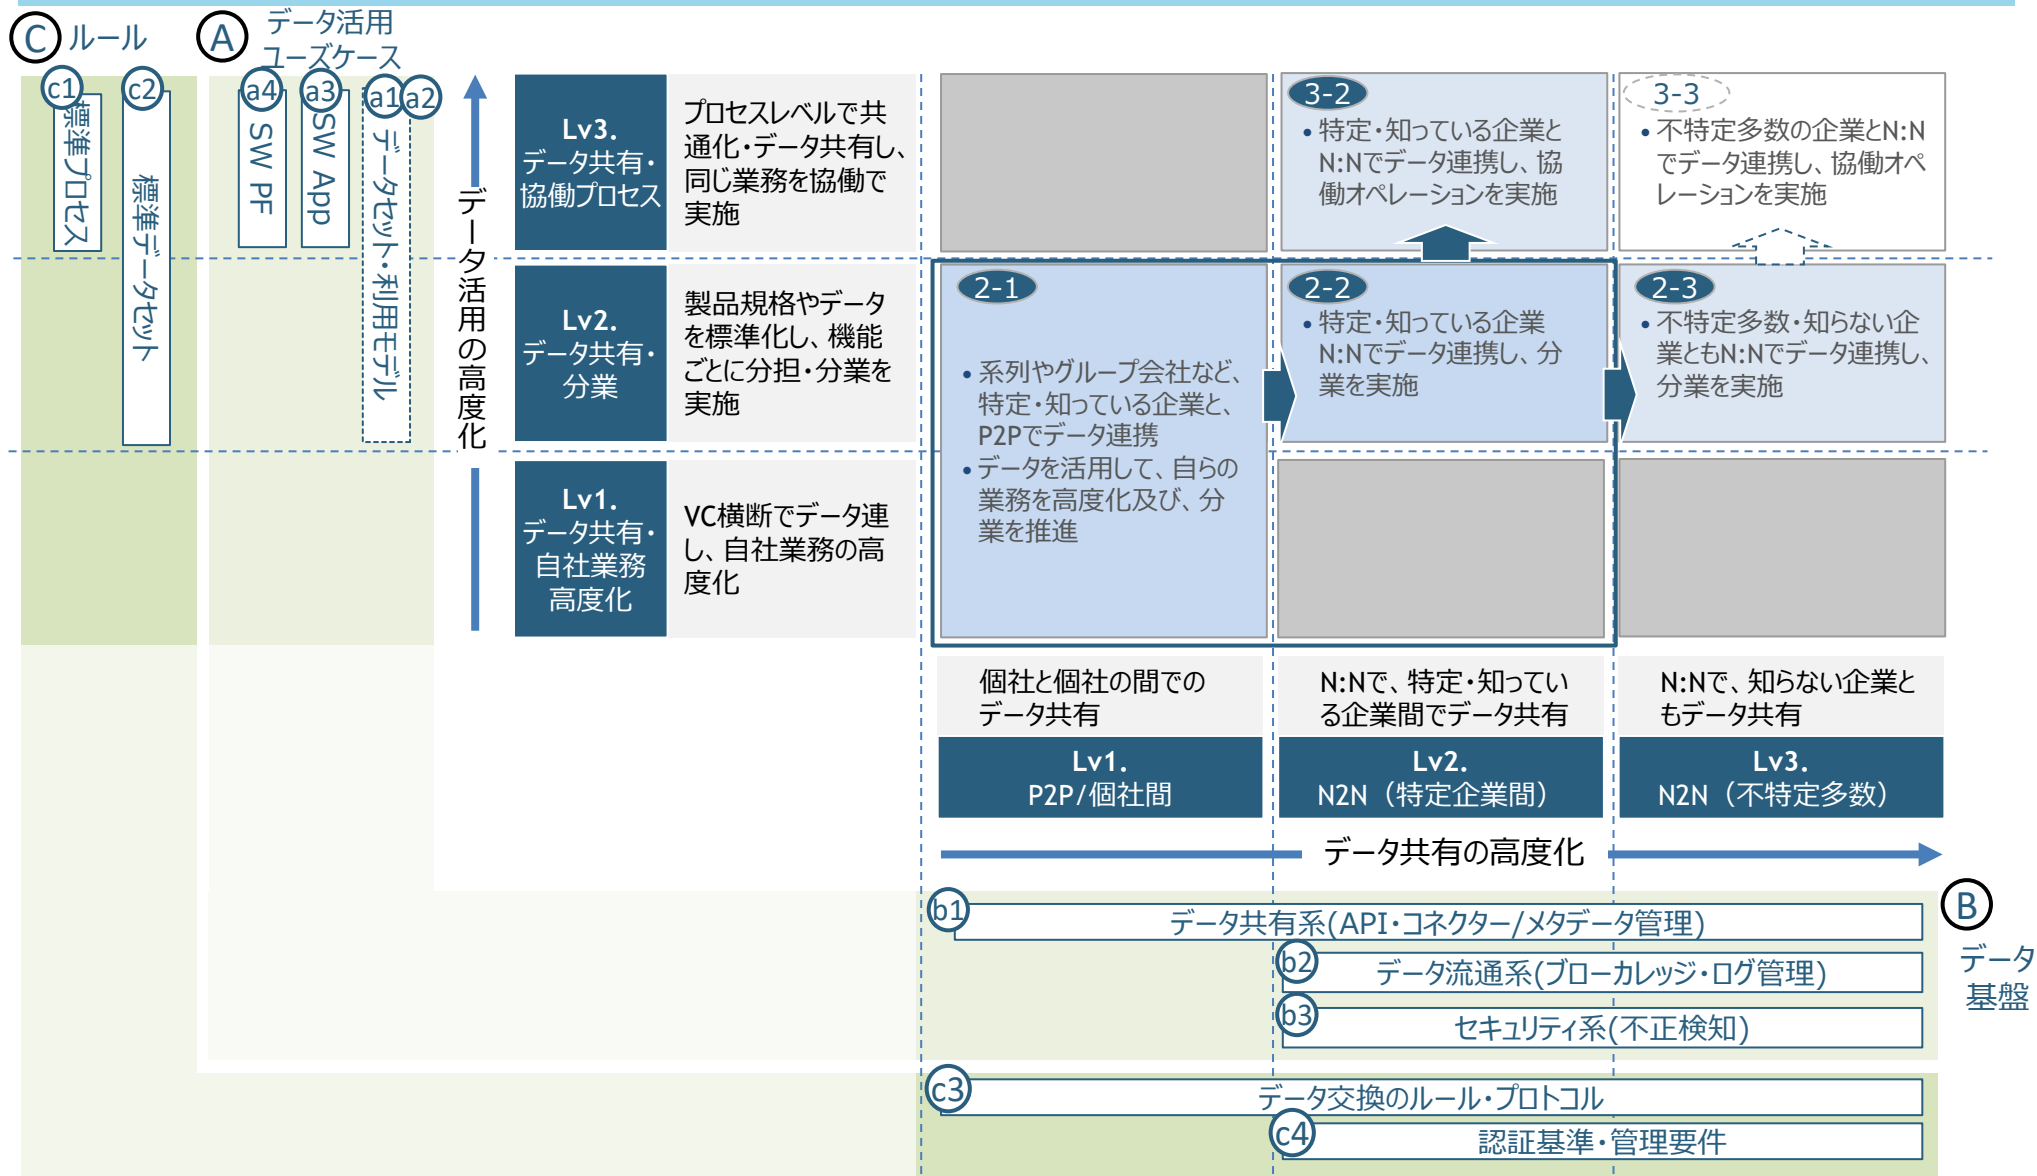 C ルール
A データ活用
ユーズケース
c1
標準プロセス
c2
標準データセット
a4
SW PF
a3
SW App
a1
a2
データセット・利用モデル
データ活用の高度化
Lv3.
データ共有・
協働プロセス
プロセスレベルで共
通化・データ共有し、
同じ業務を協働で
実施
3-2
• 特定・知っている企業と
N:Nでデータ連携し、協
働オペレーションを実施
3-3
• 不特定多数の企業とN:N
でデータ連携し、協働オペ
レーションを実施
Lv2.
データ共有・
分業
製品規格やデータ
を標準化し、機能
ごとに分担・分業を
実施
2-1
• 系列やグループ会社など、
特定・知っている企業と、
P2Pでデータ連携
• データを活用して、自らの
業務を高度化及び、分
業を推進
2-2
• 特定・知っている企業
N:Nでデータ連携し、分
業を実施
2-3
• 不特定多数・知らない企
業ともN:Nでデータ連携し、
分業を実施
Lv1.
データ共有・
自社業務
高度化
VC横断でデータ連
し、自社業務の高
度化
個社と個社の間での
データ共有
N:Nで、特定・知ってい
る企業間でデータ共有
N:Nで、知らない企業と
もデータ共有
Lv1.
P2P/個社間
Lv2.
N2N（特定企業間）
Lv3.
N2N（不特定多数）
データ共有の高度化
B
データ
基盤
b1
データ共有系(API・コネクター/メタデータ管理)
b2
データ流通系(ブローカレッジ・ログ管理)
b3
セキュリティ系(不正検知)
c3
データ交換のルール・プロトコル
c4
認証基準・管理要件